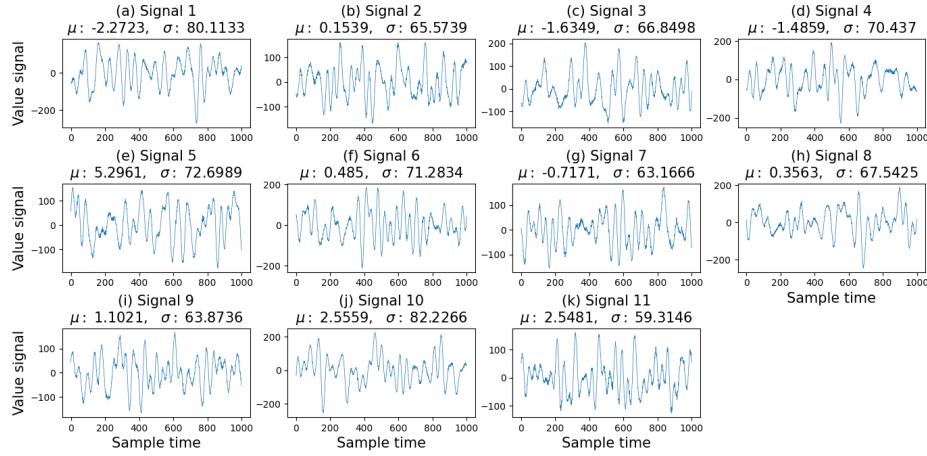 (a) Signal 1
μ: -2.2723, σ: 80.1133
(b) Signal 2
μ: 0.1539, σ: 65.5739
(c) Signal 3
μ: -1.6349, σ: 66.8498
(d) Signal 4
μ: -1.4859, σ: 70.437
Value signal
0
−200
0 200 400 600 800 1000
100
0
−100
0 200 400 600 800 1000
200
100
0
−100
0 200 400 600 800 1000
200
0
−200
0 200 400 600 800 1000
(e) Signal 5
μ: 5.2961, σ: 72.6989
(f) Signal 6
μ: 0.485, σ: 71.2834
(g) Signal 7
μ: -0.7171, σ: 63.1666
(h) Signal 8
μ: 0.3563, σ: 67.5425
Value signal
100
0
−100
0 200 400 600 800 1000
200
0
−200
0 200 400 600 800 1000
100
0
−100
0 200 400 600 800 1000
200
0
−200
0 200 400 600 800 1000
Sample time
(i) Signal 9
μ: 1.1021, σ: 63.8736
(j) Signal 10
μ: 2.5559, σ: 82.2266
(k) Signal 11
μ: 2.5481, σ: 59.3146
Value signal
100
0
−100
0 200 400 600 800 1000
Sample time
200
0
−250
0 200 400 600 800 1000
Sample time
100
0
−100
0 200 400 600 800 1000
Sample time